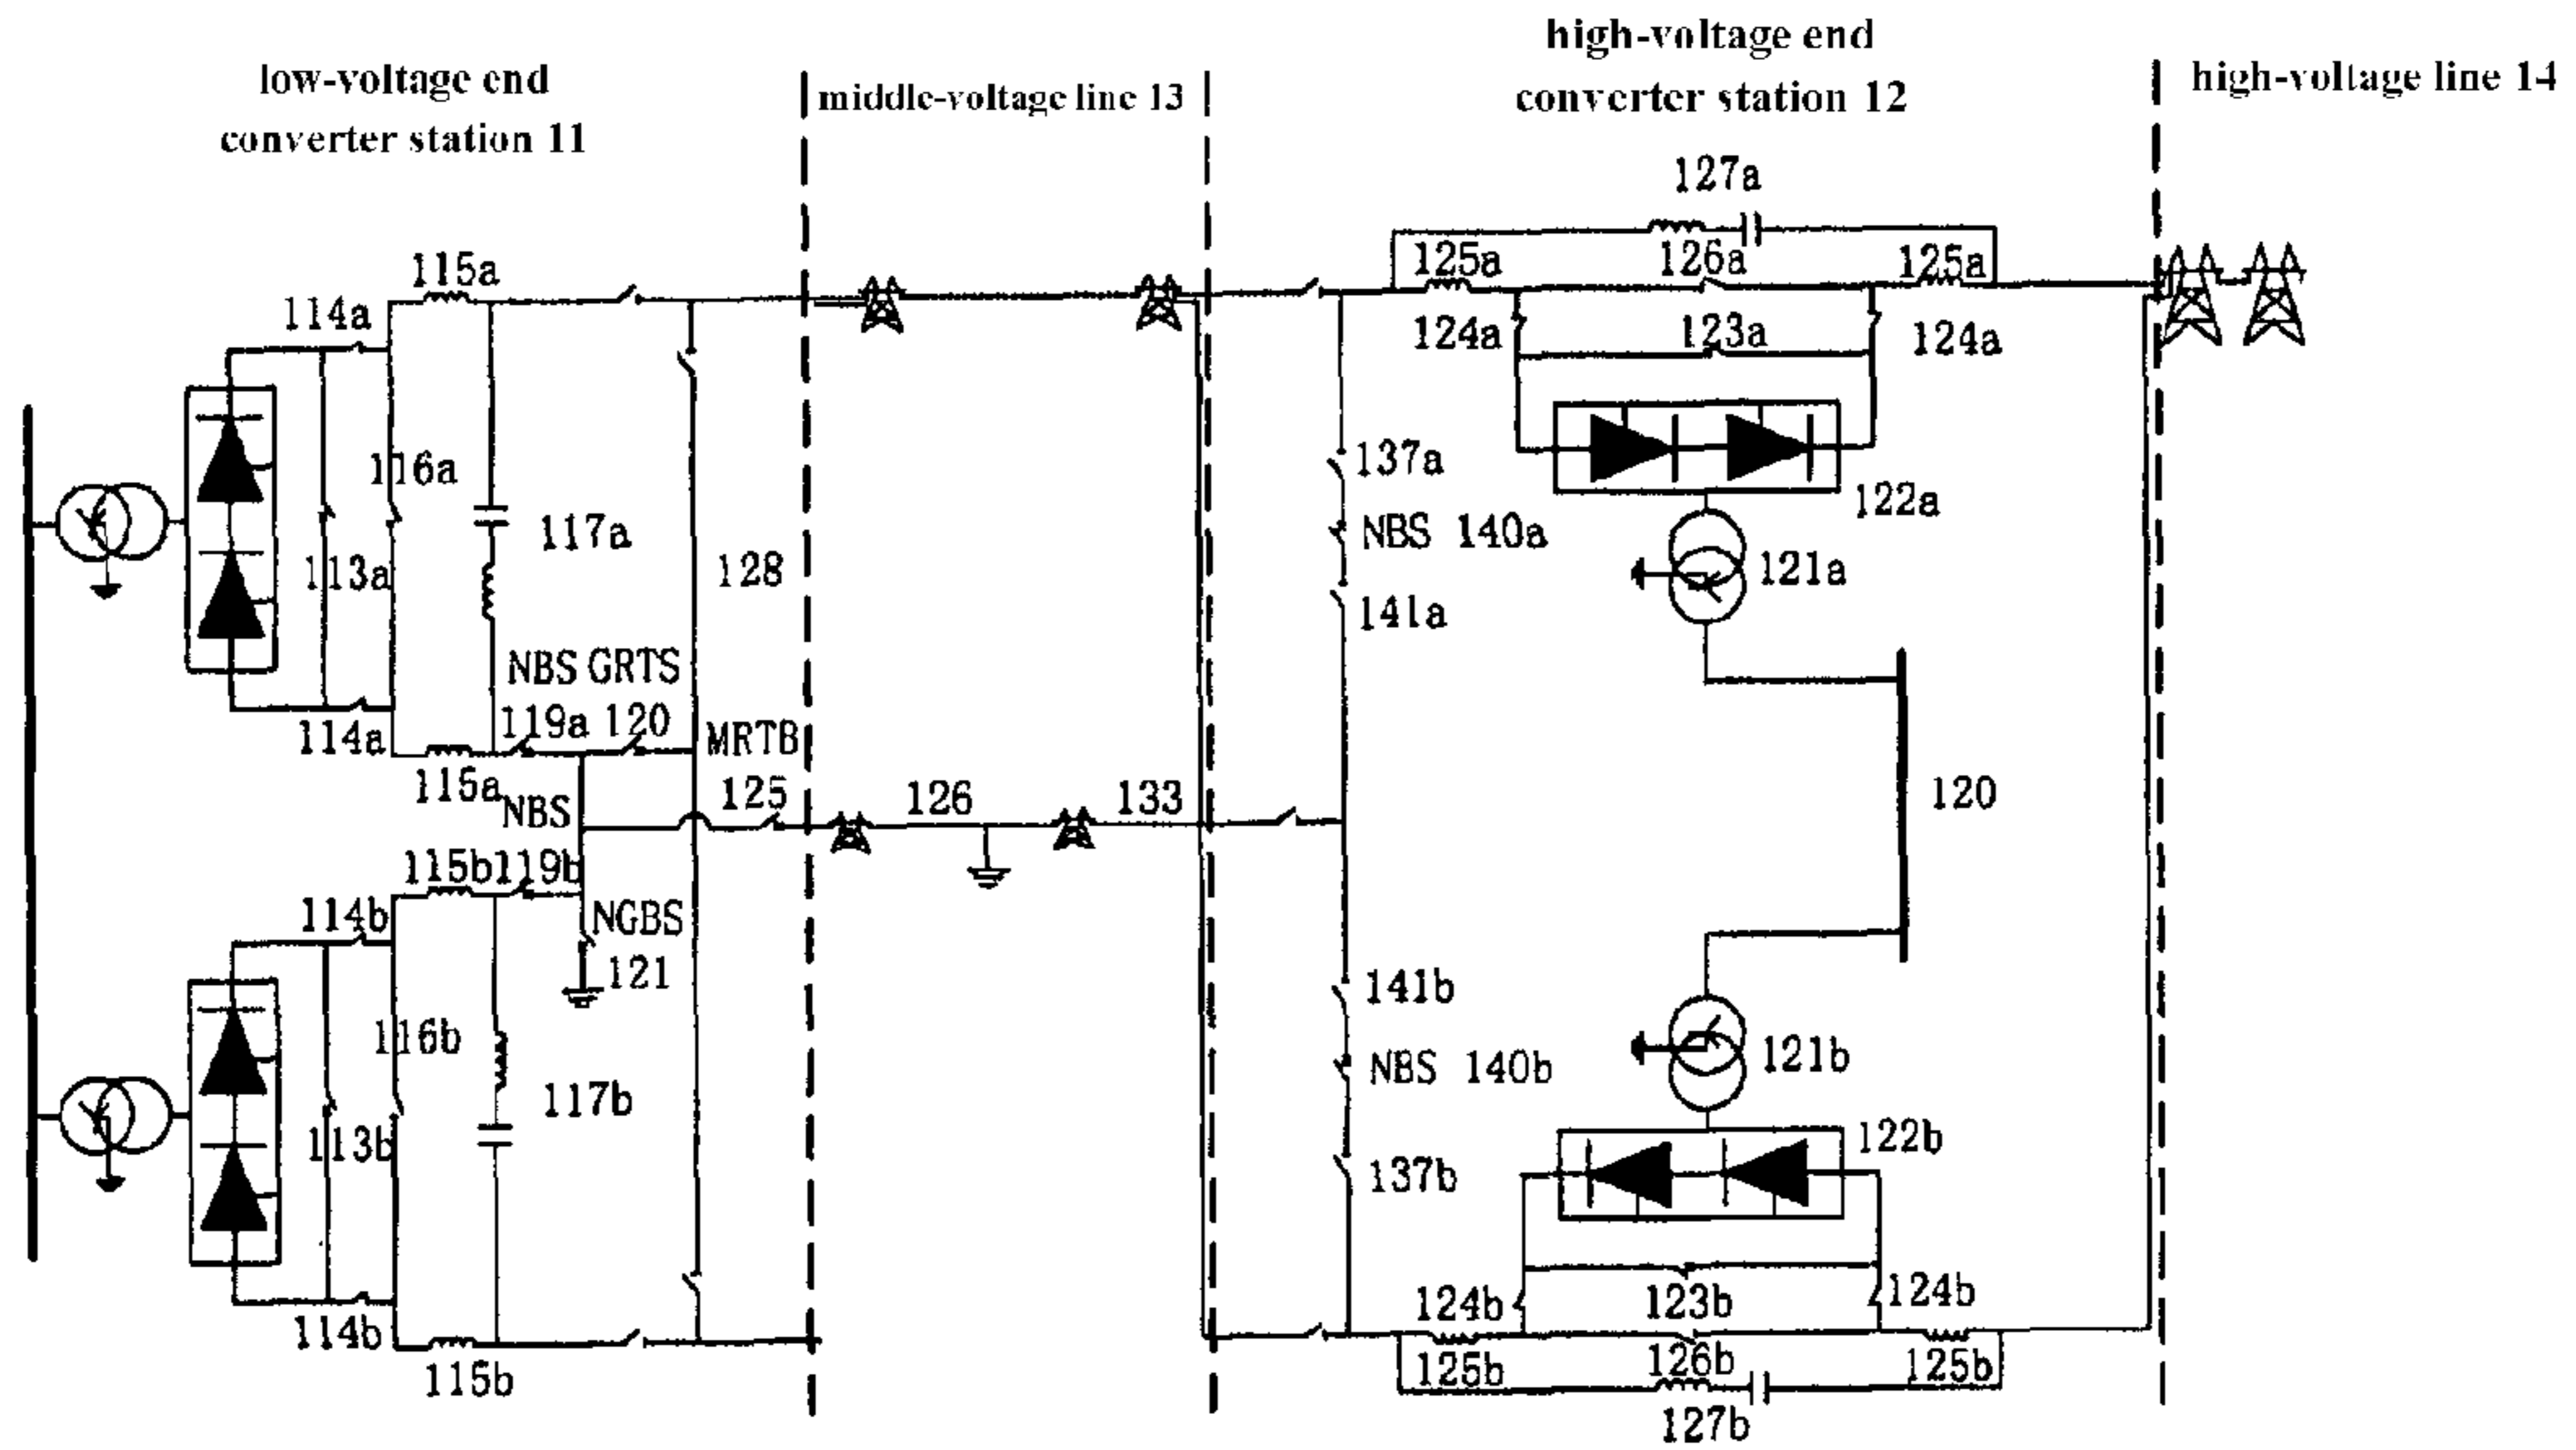 low-voltage end
converter station 11
middle-voltage line 13
high-voltage end
converter station 12
high-voltage line 14
115a
114a
116a
113a
117a
128
NBS GRTS
119a 120
114a
115a
MRTB
125
NBS
115b 119b
114b
NGBS
121
116b
113b
117b
114b
115b
126
133
127a
125a
126a
125a
124a
123a
124a
137a
122a
NBS 140a
121a
141a
120
141b
121b
NBS 140b
122b
137b
124b
123b
124b
125b
126b
125b
127b